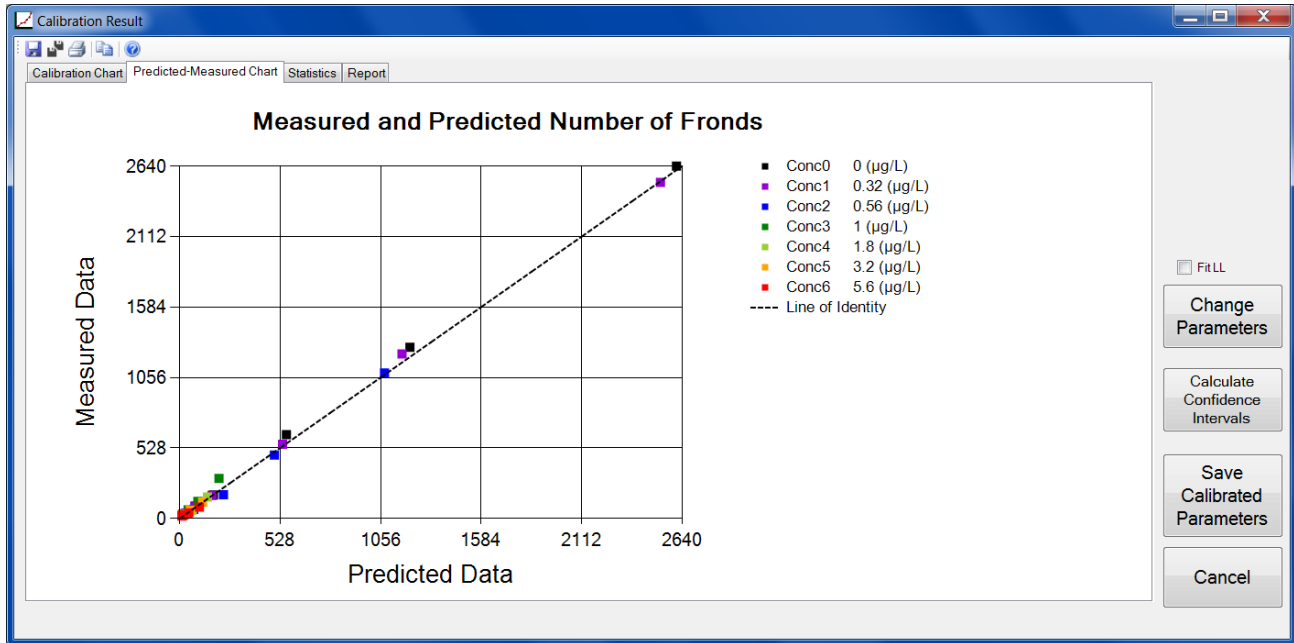 Calibration Result
Calibration Chart Predicted-Measured Chart Statistics Report
Measured and Predicted Number of Fronds
Measured Data
2640
2112
1584
1056
528
0
0 528 1056 1584 2112 2640
Predicted Data
Conc0 0 (µg/L)
Conc1 0.32 (µg/L)
Conc2 0.56 (µg/L)
Conc3 1 (µg/L)
Conc4 1.8 (µg/L)
Conc5 3.2 (µg/L)
Conc6 5.6 (µg/L)
Line of Identity
Fit LL
Change
Parameters
Calculate
Confidence
Intervals
Save
Calibrated
Parameters
Cancel